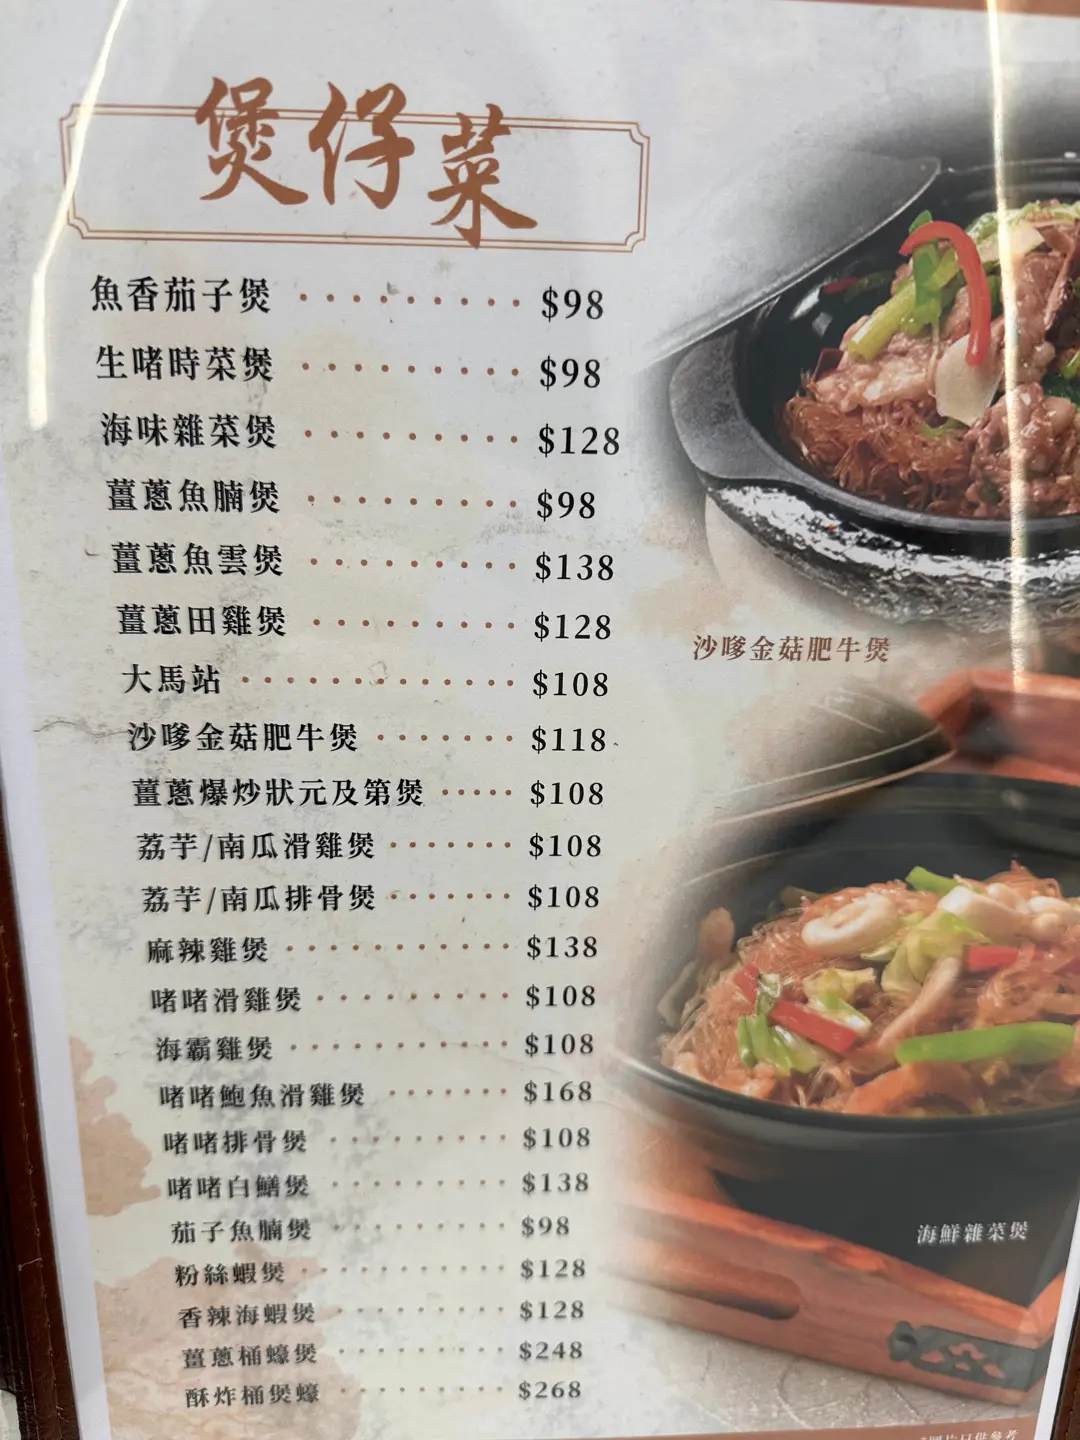 煲仔菜
魚香茄子煲 ········· $98
生啫時菜煲 ········· $98
海味雜菜煲 ········· $128
薑蔥魚腩煲 ········· $98
薑蔥魚雲煲 ········· $138
薑蔥田雞煲 ········· $128
大馬站 ············· $108
沙嗲金菇肥牛煲 ······· $118
薑蔥爆炒狀元及第煲 ····· $108
荔芋/南瓜滑雞煲 ······· $108
荔芋/南瓜排骨煲 ······· $108
麻辣雞煲 ··········· $138
啫啫滑雞煲 ·········· $108
海霸雞煲 ··········· $108
啫啫鮑魚滑雞煲 ······· $168
啫啫排骨煲 ·········· $108
啫啫白鱔煲 ·········· $138
茄子魚腩煲 ·········· $98
粉絲蝦煲 ··········· $128
香辣海蝦煲 ·········· $128
薑蔥桶蠔煲 ·········· $248
酥炸桶煲蠔 ·········· $268
沙嗲金菇肥牛煲
海鮮雜菜煲